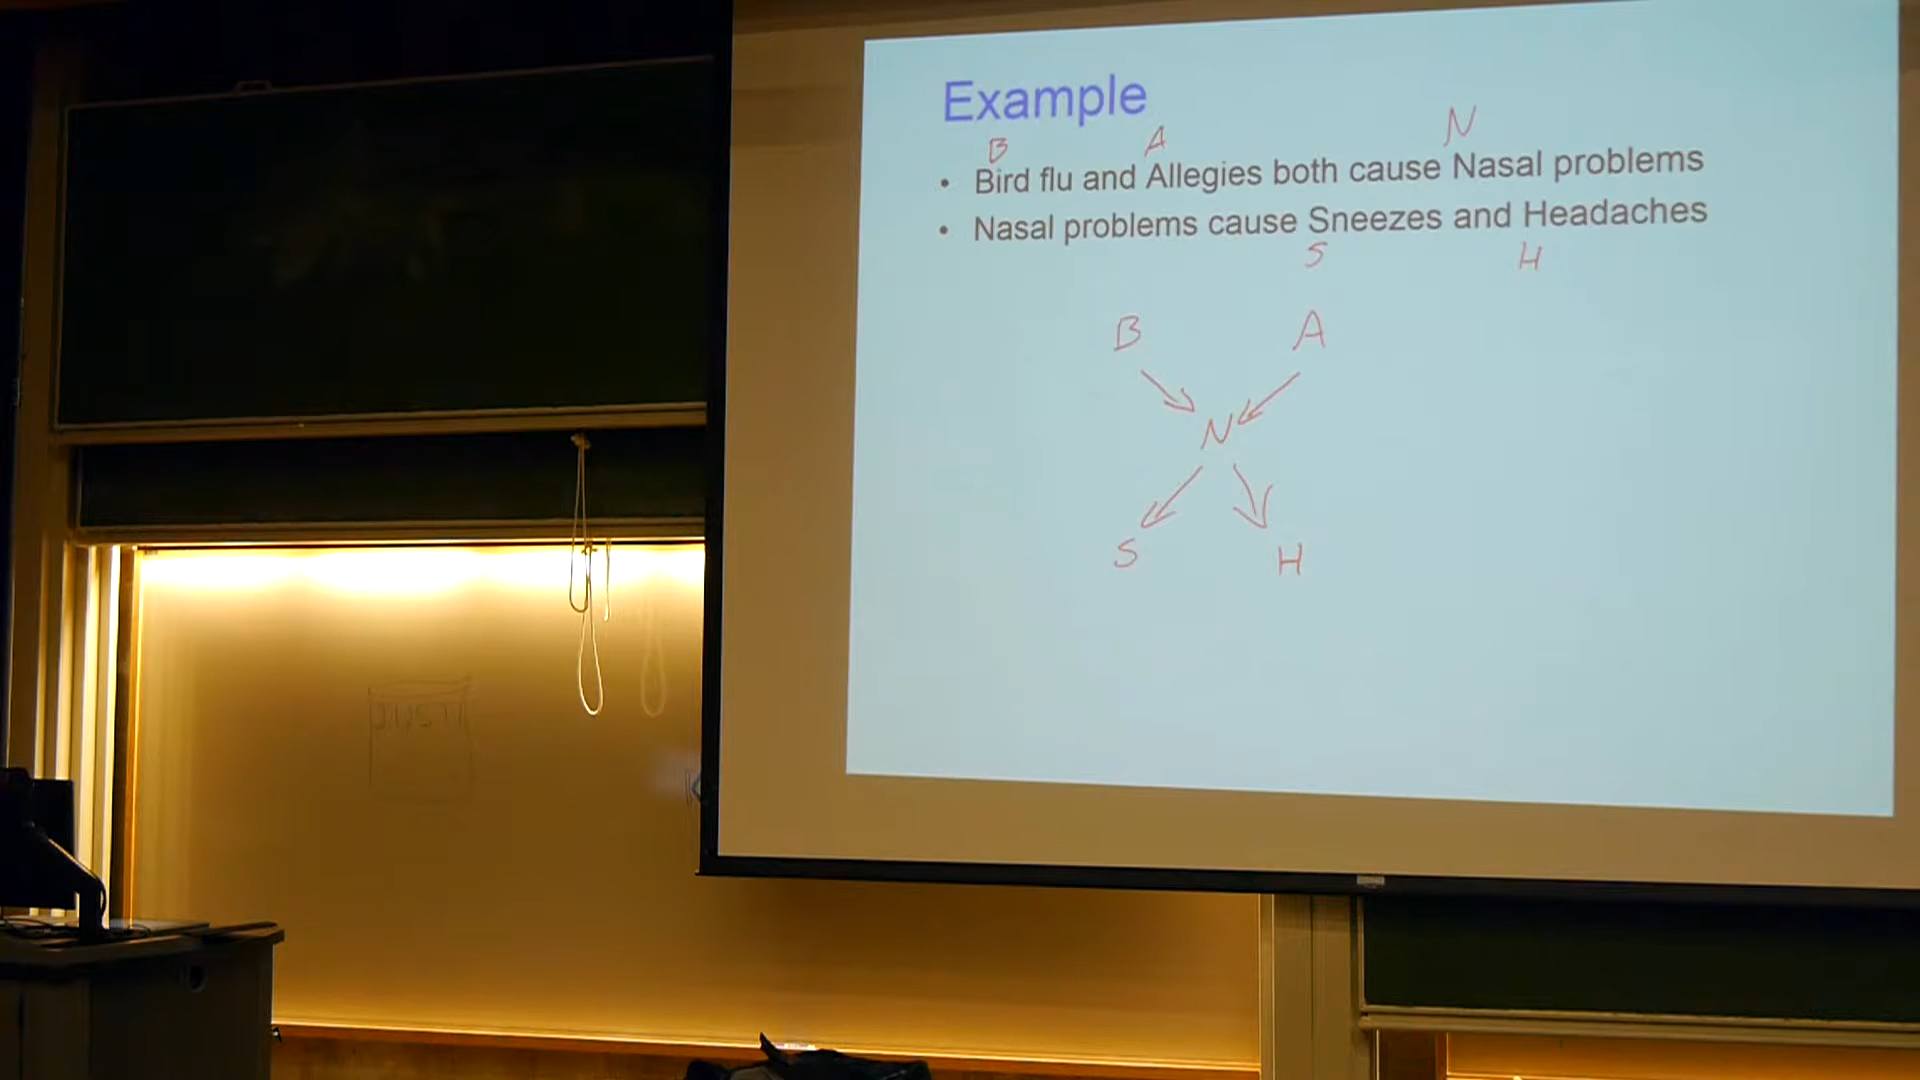 Example
B A N
• Bird flu and Allegies both cause Nasal problems
• Nasal problems cause Sneezes and Headaches
S H
B A
N
S H